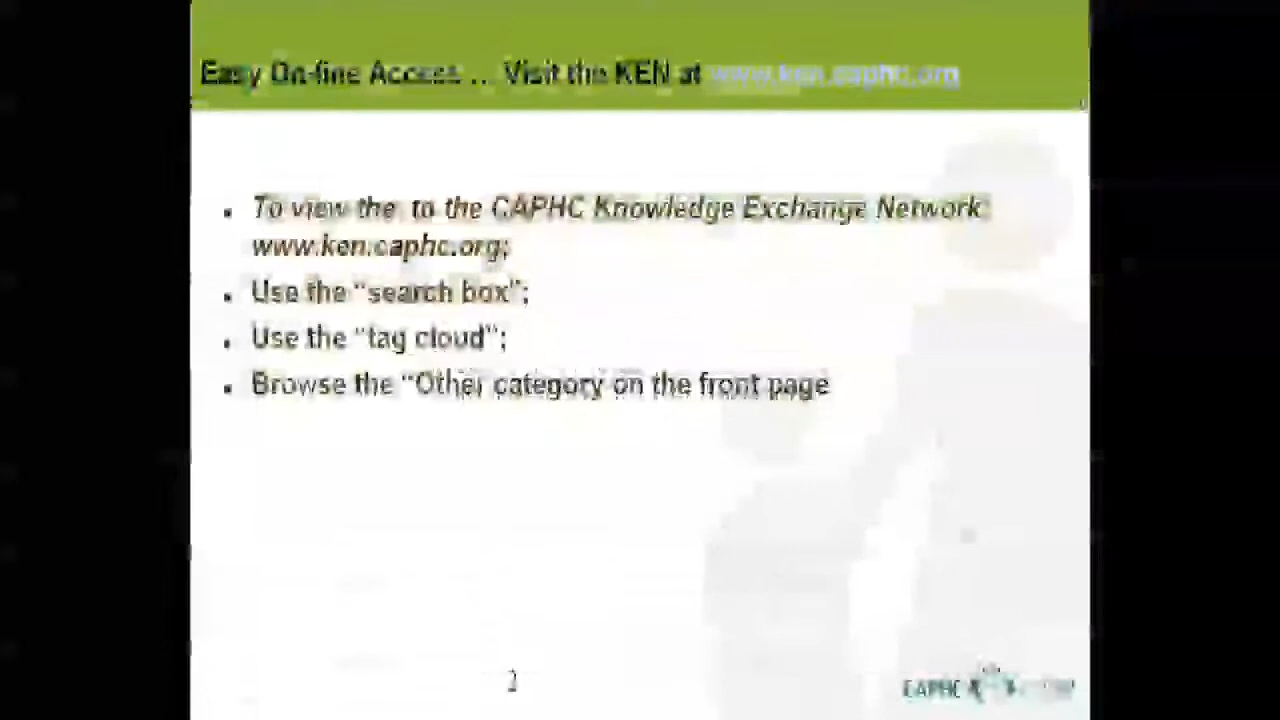 Easy On-line Access ... Visit the KEN at www.ken.caphc.org
To view the to the CAPHC Knowledge Exchange Network
www.ken.caphc.org;
Use the “search box”;
Use the “tag cloud”;
Browse the “Other category on the front page
2
CAPHC